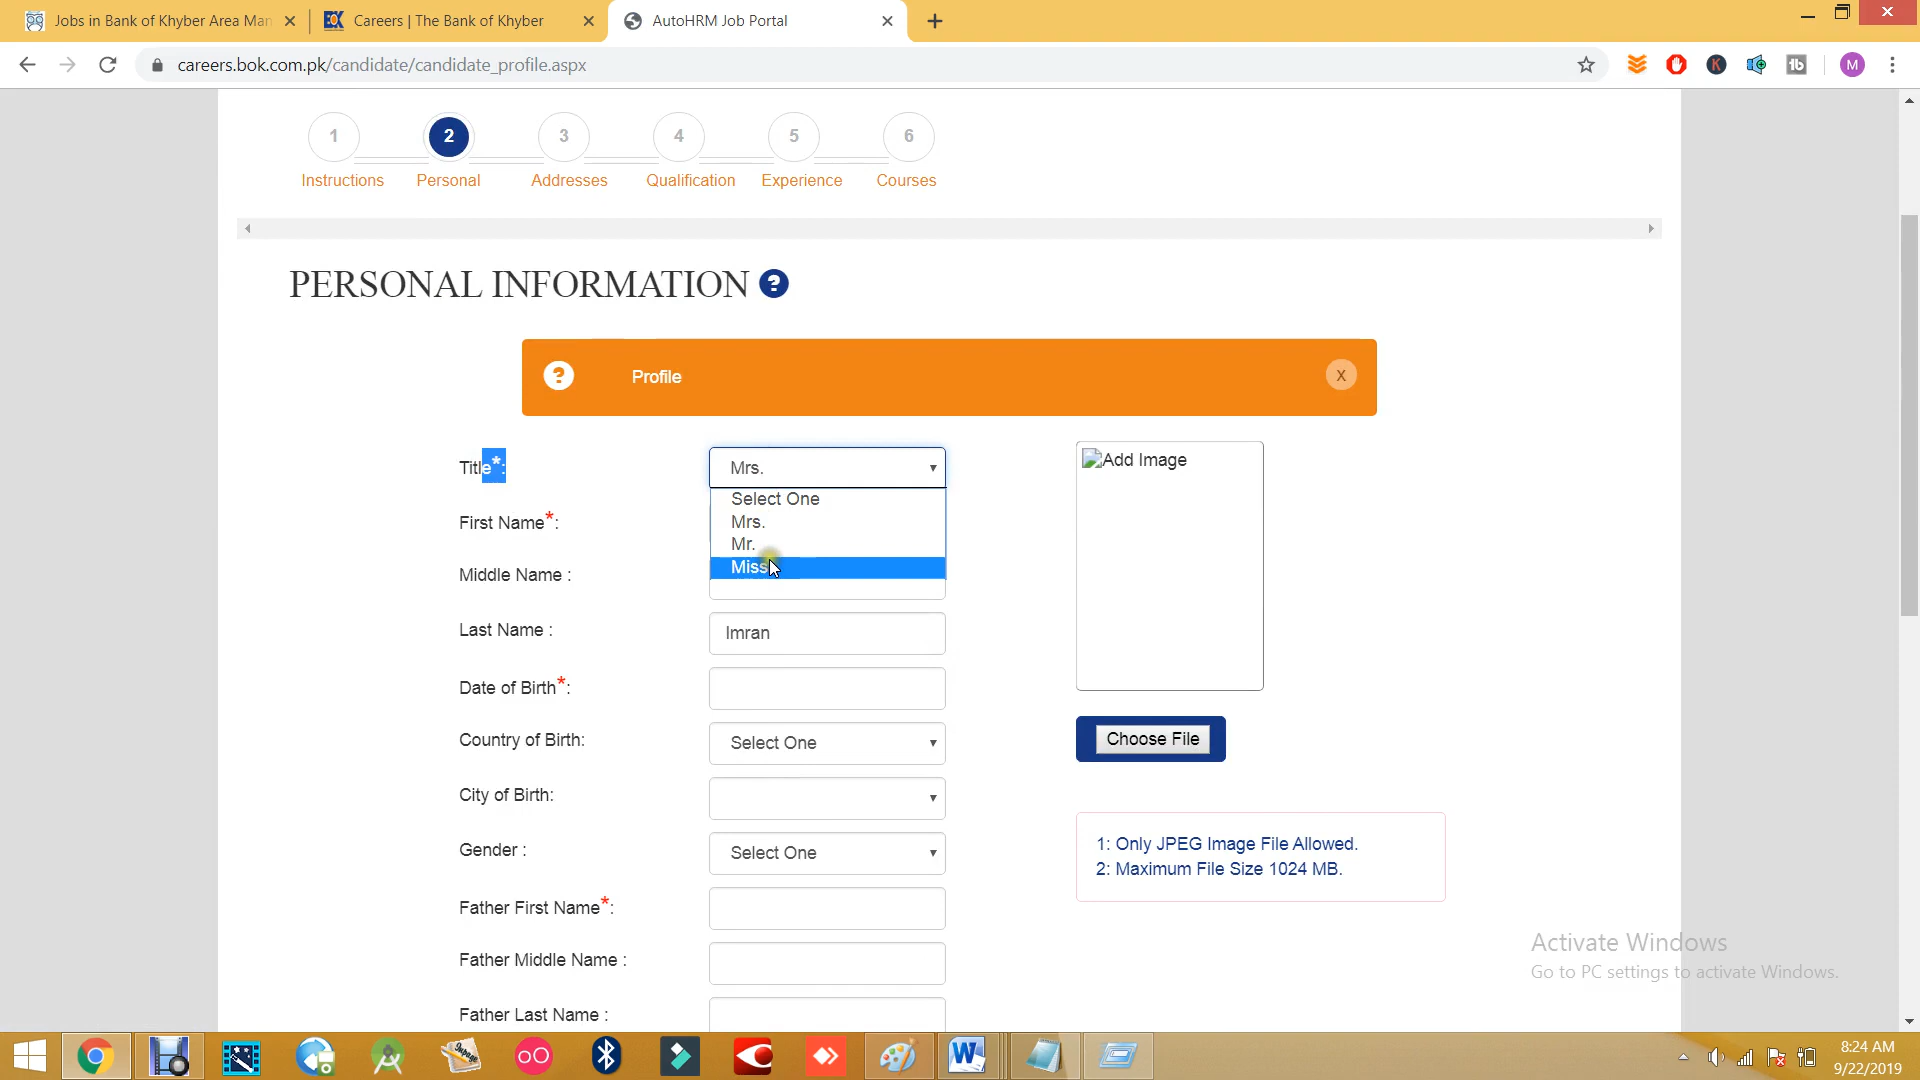 Jobs in Bank of Khyber Area Man
Careers | The Bank of Khyber
AutoHRM Job Portal
careers.bok.com.pk/candidate/candidate_profile.aspx
M
1 2 3 4 5 6
Instructions Personal Addresses Qualification Experience Courses
PERSONAL INFORMATION ?
? Profile X
Title*: Mrs.
Select One
Mrs.
Mr.
Miss
First Name*:
Middle Name :
Last Name : Imran
Date of Birth*:
Country of Birth: Select One
City of Birth:
Gender : Select One
Father First Name*:
Father Middle Name :
Father Last Name :
Add Image
Choose File
1: Only JPEG Image File Allowed.
2: Maximum File Size 1024 MB.
Activate Windows
Go to PC settings to activate Windows.
8:24 AM
9/22/2019